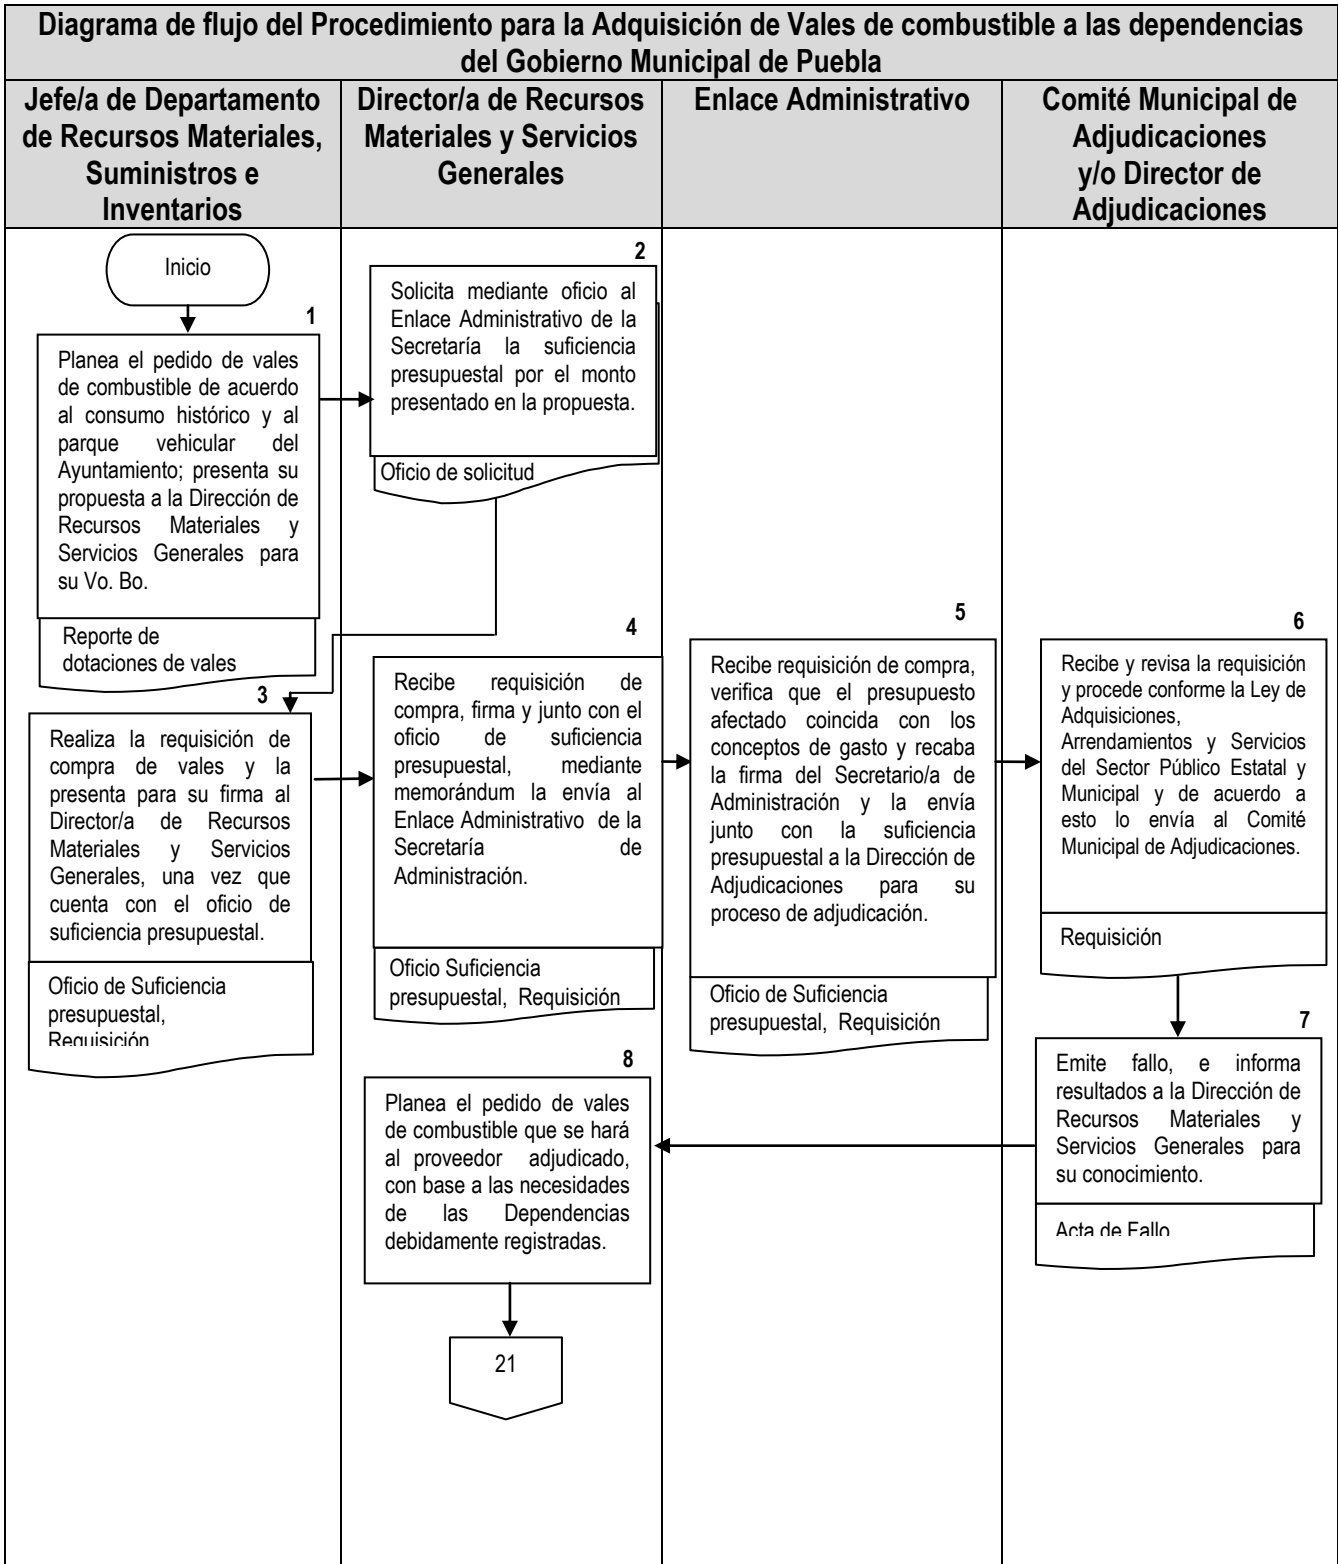 Diagrama de flujo del Procedimiento para la Adquisición de Vales de combustible a las dependencias
del Gobierno Municipal de Puebla
Jefe/a de Departamento
de Recursos Materiales,
Suministros e
Inventarios
Director/a de Recursos
Materiales y Servicios
Generales
Enlace Administrativo
Comité Municipal de
Adjudicaciones
y/o Director de
Adjudicaciones
Inicio
1
Planea el pedido de vales
de combustible de acuerdo
al consumo histórico y al
parque vehicular del
Ayuntamiento; presenta su
propuesta a la Dirección de
Recursos Materiales y
Servicios Generales para
su Vo. Bo.
Reporte de
dotaciones de vales
2
Solicita mediante oficio al
Enlace Administrativo de la
Secretaría la suficiencia
presupuestal por el monto
presentado en la propuesta.
Oficio de solicitud
3
Realiza la requisición de
compra de vales y la
presenta para su firma al
Director/a de Recursos
Materiales y Servicios
Generales, una vez que
cuenta con el oficio de
suficiencia presupuestal.
Oficio de Suficiencia
presupuestal,
Requisición
4
Recibe requisición de
compra, firma y junto con el
oficio de suficiencia
presupuestal, mediante
memorándum la envía al
Enlace Administrativo de la
Secretaría de
Administración.
Oficio Suficiencia
presupuestal, Requisición
5
Recibe requisición de compra,
verifica que el presupuesto
afectado coincida con los
conceptos de gasto y recaba
la firma del Secretario/a de
Administración y la envía
junto con la suficiencia
presupuestal a la Dirección de
Adjudicaciones para su
proceso de adjudicación.
Oficio de Suficiencia
presupuestal, Requisición
6
Recibe y revisa la requisición
y procede conforme la Ley de
Adquisiciones,
Arrendamientos y Servicios
del Sector Público Estatal y
Municipal y de acuerdo a
esto lo envía al Comité
Municipal de Adjudicaciones.
Requisición
7
Emite fallo, e informa
resultados a la Dirección de
Recursos Materiales y
Servicios Generales para
su conocimiento.
Acta de Fallo
8
Planea el pedido de vales
de combustible que se hará
al proveedor adjudicado,
con base a las necesidades
de las Dependencias
debidamente registradas.
21